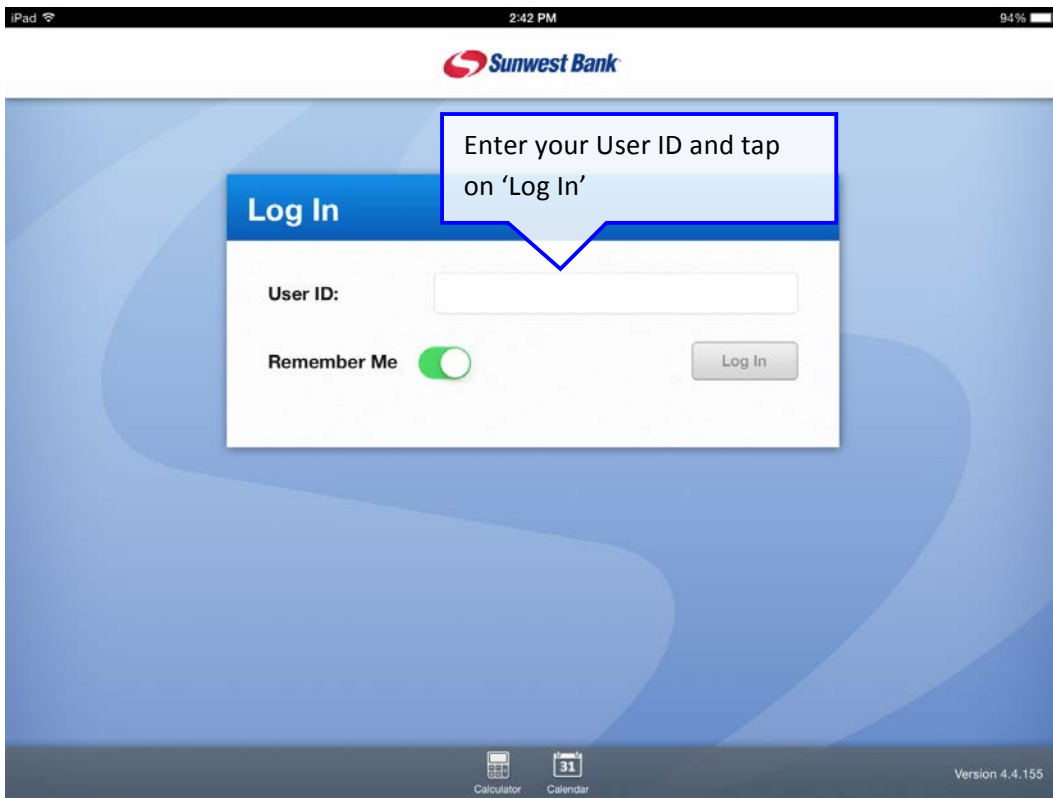 iPad 2:42 PM 94%
Sunwest Bank
Enter your User ID and tap
on ‘Log In’
Log In
User ID:
Remember Me Log In
31
Calculator Calendar Version 4.4.155